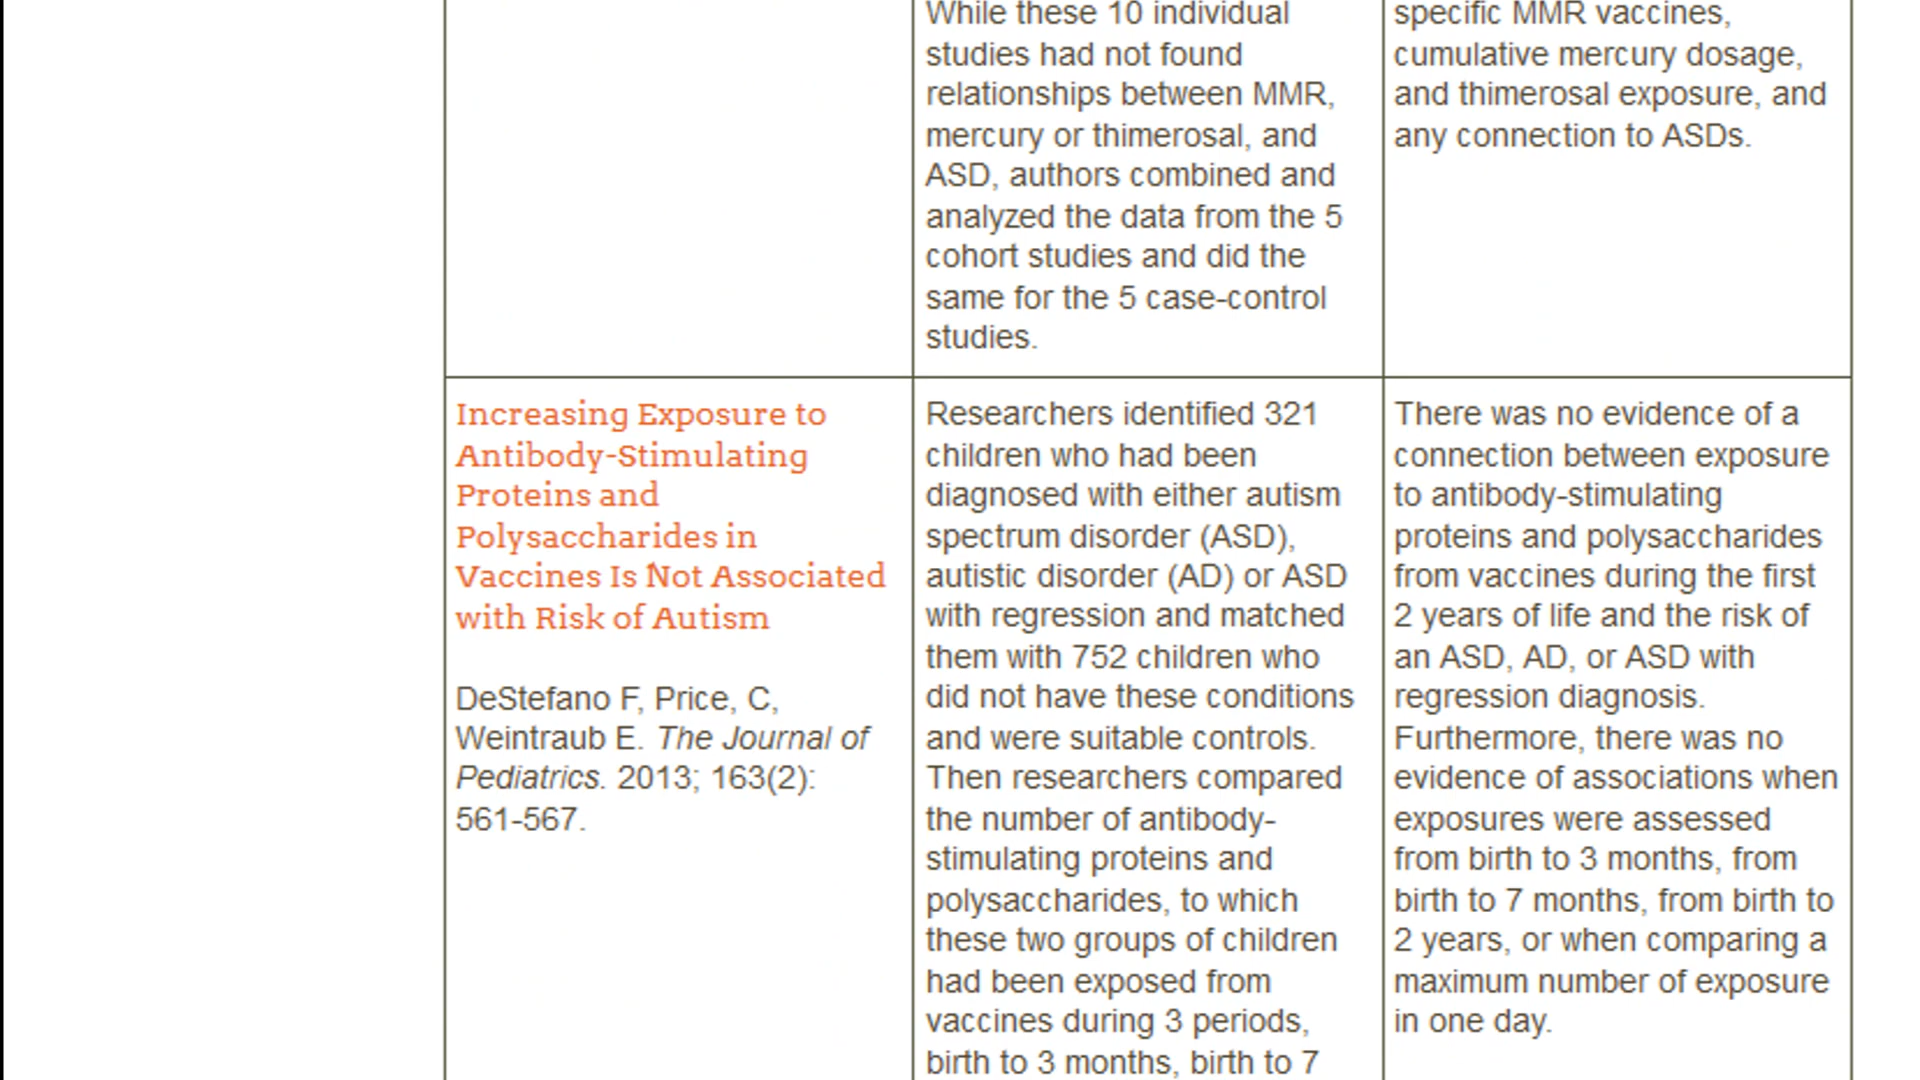 While these 10 individual
studies had not found
relationships between MMR,
mercury or thimerosal, and
ASD, authors combined and
analyzed the data from the 5
cohort studies and did the
same for the 5 case-control
studies.
specific MMR vaccines,
cumulative mercury dosage,
and thimerosal exposure, and
any connection to ASDs.
Increasing Exposure to
Antibody-Stimulating
Proteins and
Polysaccharides in
Vaccines Is Not Associated
with Risk of Autism
DeStefano F, Price, C,
Weintraub E. The Journal of
Pediatrics. 2013; 163(2):
561-567.
Researchers identified 321
children who had been
diagnosed with either autism
spectrum disorder (ASD),
autistic disorder (AD) or ASD
with regression and matched
them with 752 children who
did not have these conditions
and were suitable controls.
Then researchers compared
the number of antibody-
stimulating proteins and
polysaccharides, to which
these two groups of children
had been exposed from
vaccines during 3 periods,
birth to 3 months, birth to 7
There was no evidence of a
connection between exposure
to antibody-stimulating
proteins and polysaccharides
from vaccines during the first
2 years of life and the risk of
an ASD, AD, or ASD with
regression diagnosis.
Furthermore, there was no
evidence of associations when
exposures were assessed
from birth to 3 months, from
birth to 7 months, from birth to
2 years, or when comparing a
maximum number of exposure
in one day.